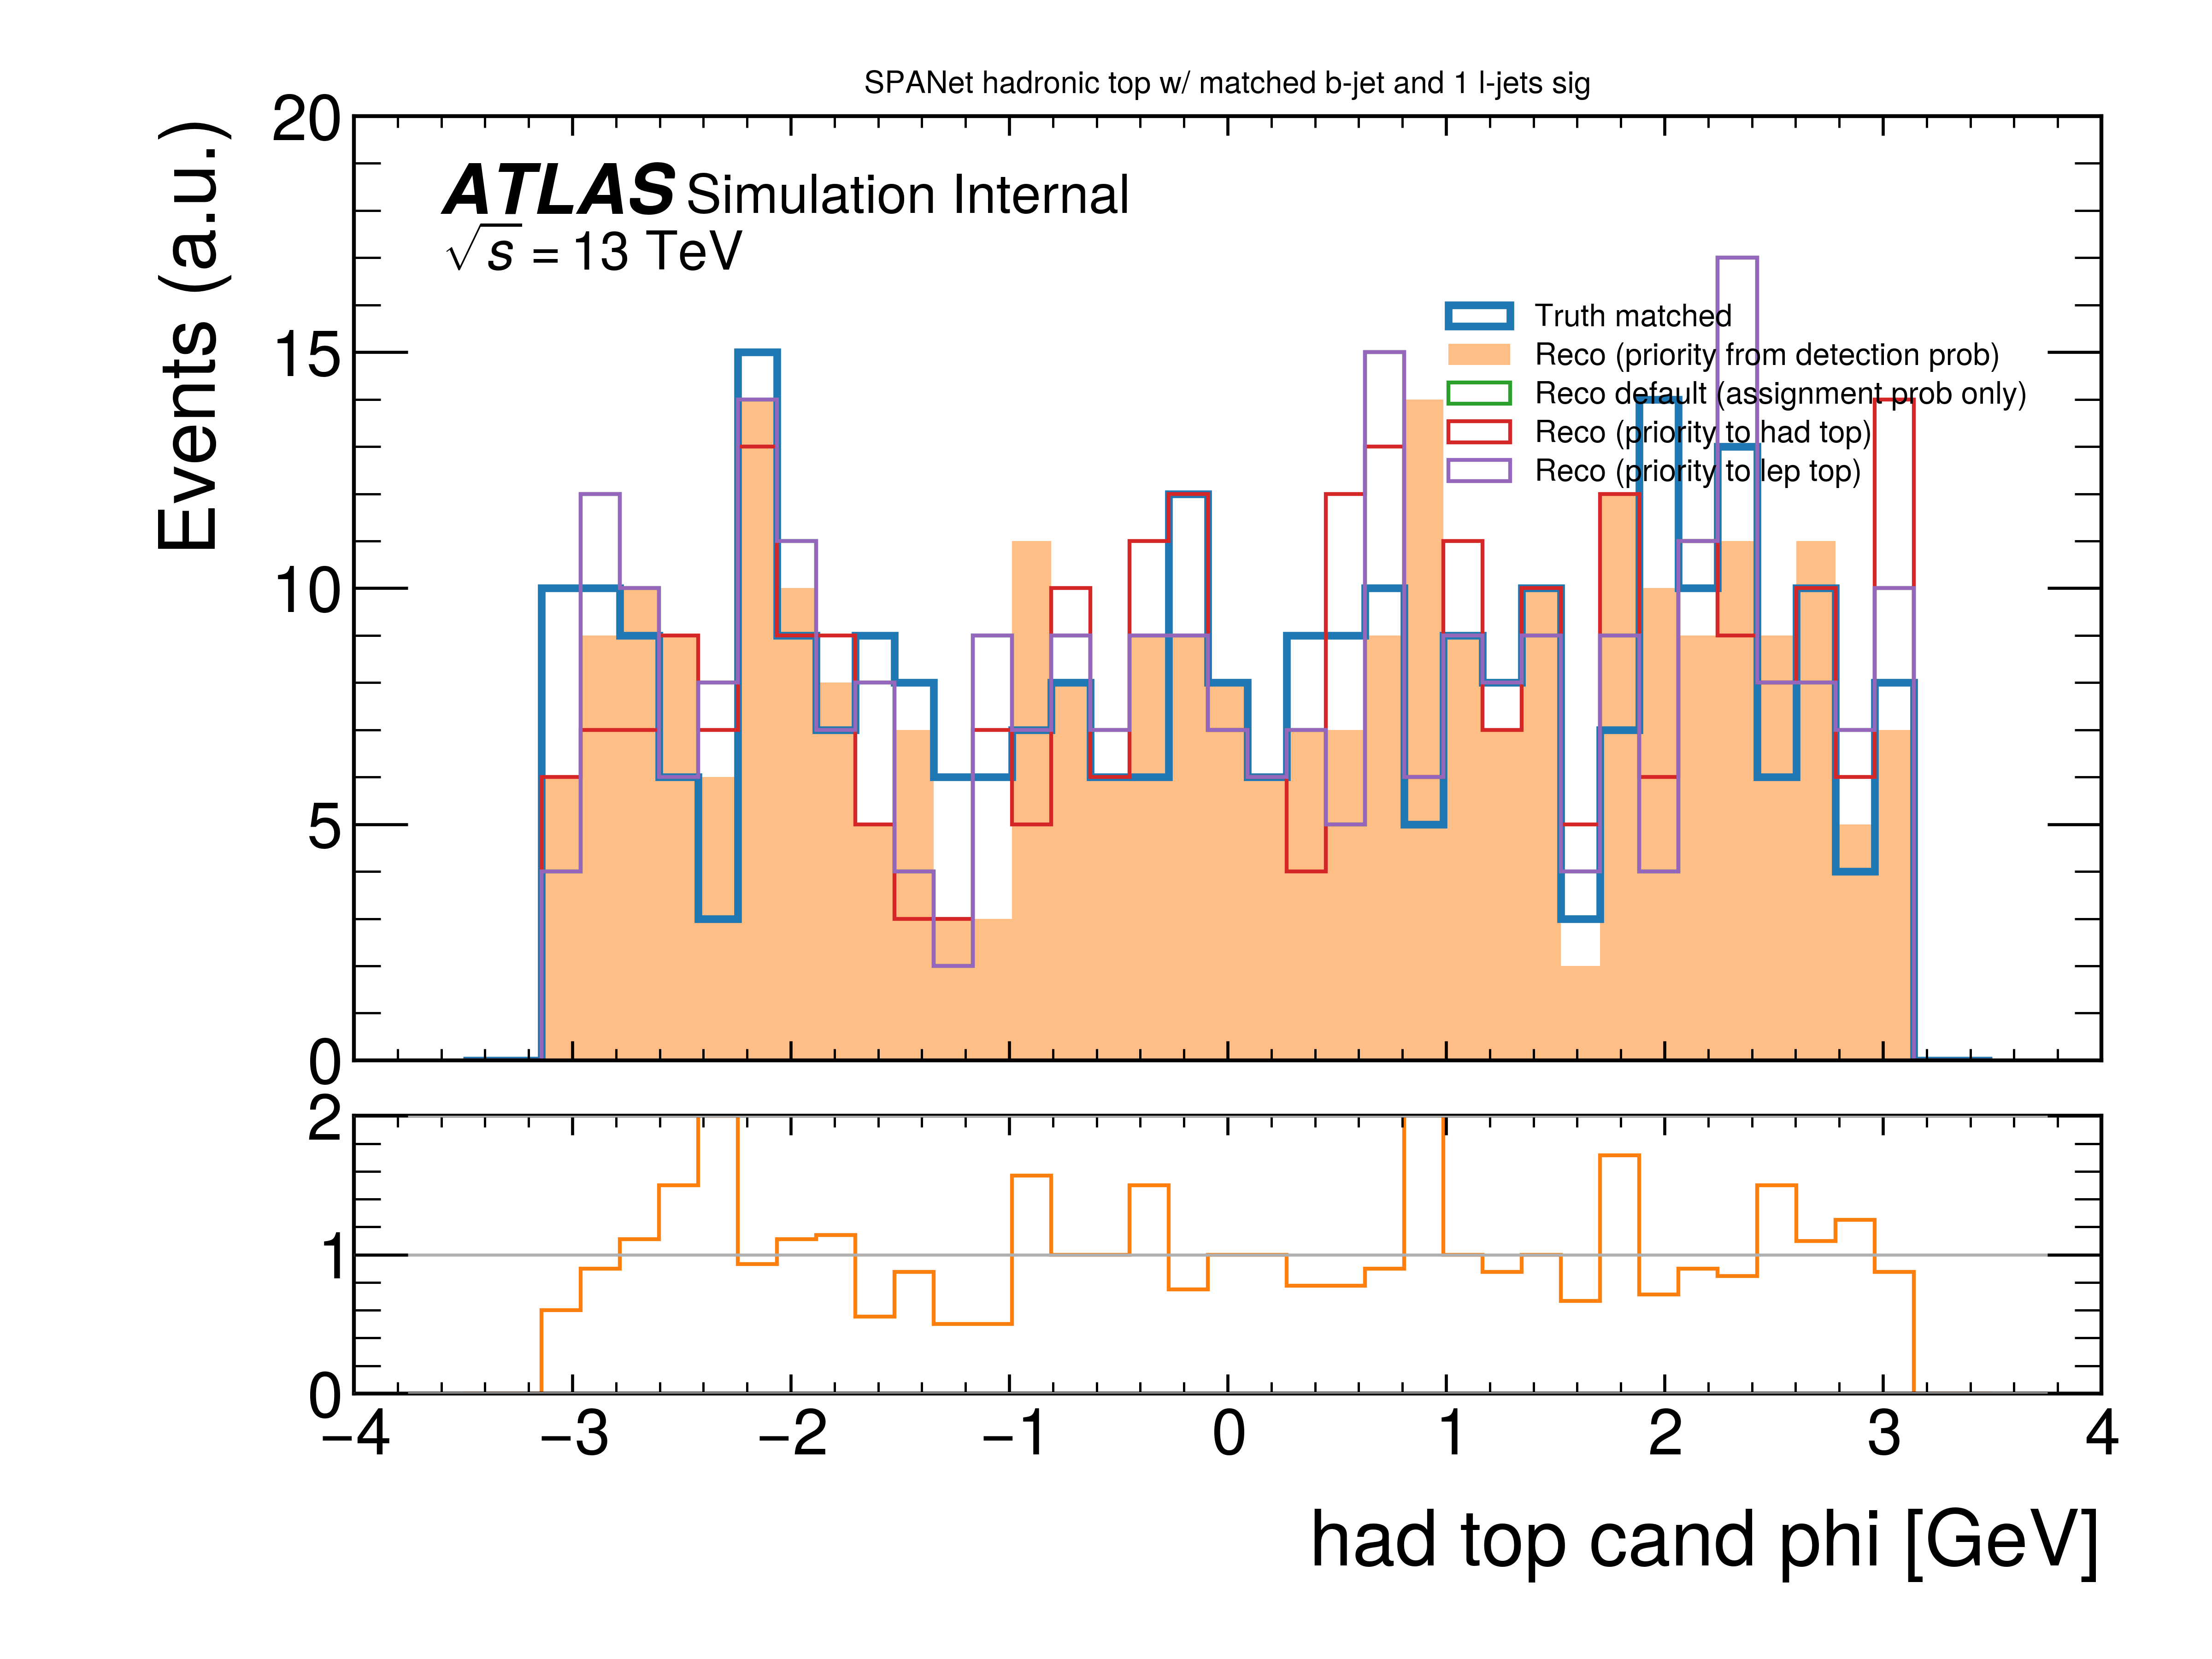 SPANet hadronic top w/ matched b-jet and 1 l-jets sig
Events (a.u.)
20
15
10
5
0
ATLAS Simulation Internal
√s = 13 TeV
Truth matched
Reco (priority from detection prob)
Reco default (assignment prob only)
Reco (priority to had top)
Reco (priority to lep top)
2
1
0
−4 −3 −2 −1 0 1 2 3 4
had top cand phi [GeV]